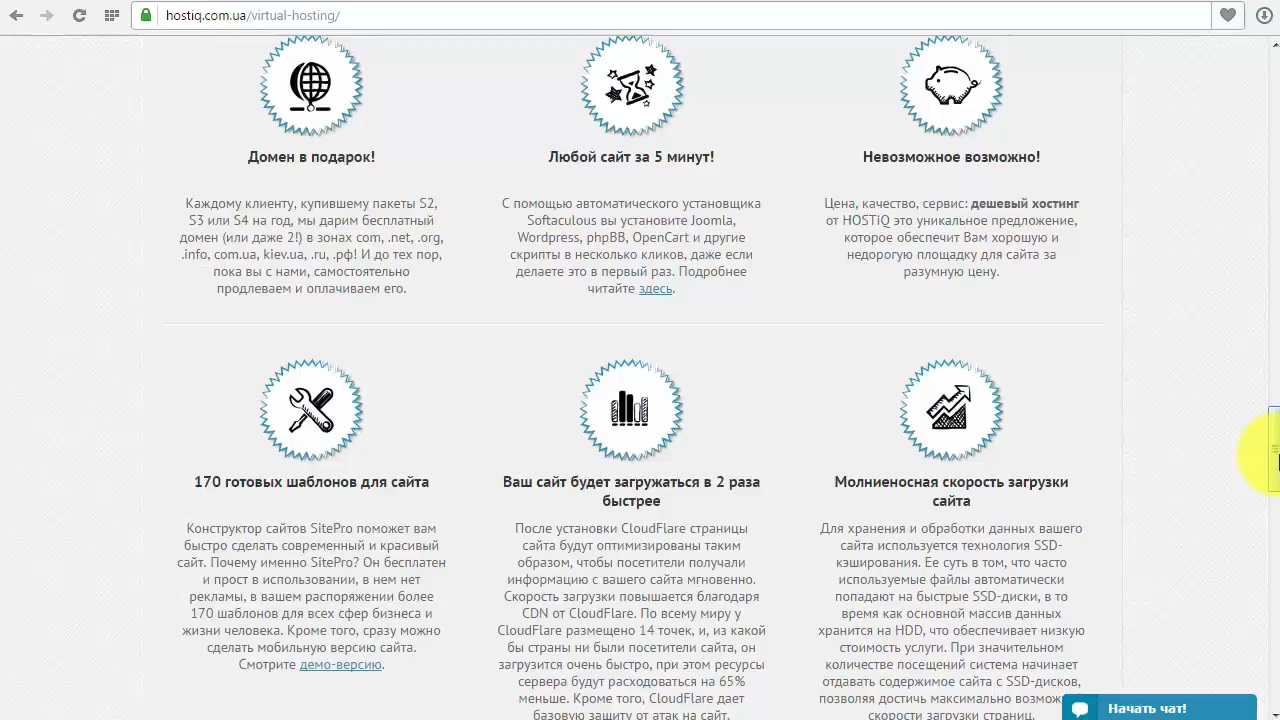 hostiq.com.ua/virtual-hosting/
Домен в подарок!
Каждому клиенту, купившему пакеты S2,
S3 или S4 на год, мы дарим бесплатный
домен (или даже 2!) в зонах com, .net, .org,
.info, com.ua, kiev.ua, .ru, .рф! И до тех пор,
пока вы с нами, самостоятельно
продлеваем и оплачиваем его.
Любой сайт за 5 минут!
С помощью автоматического установщика
Softaculous вы установите Joomla,
Wordpress, phpBB, OpenCart и другие
скрипты в несколько кликов, даже если
делаете это в первый раз. Подробнее
читайте здесь.
Невозможное возможно!
Цена, качество, сервис: дешевый хостинг
от HOSTiQ это уникальное предложение,
которое обеспечит Вам хорошую и
недорогую площадку для сайта за
разумную цену.
170 готовых шаблонов для сайта
Конструктор сайтов SitePro поможет вам
быстро сделать современный и красивый
сайт. Почему именно SitePro? Он бесплатен
и прост в использовании, в нем нет
рекламы, в вашем распоряжении более
170 шаблонов для всех сфер бизнеса и
жизни человека. Кроме того, сразу можно
сделать мобильную версию сайта.
Смотрите демо-версию.
Ваш сайт будет загружаться в 2 раза
быстрее
После установки CloudFlare страницы
сайта будут оптимизированы таким
образом, чтобы посетители получали
информацию с вашего сайта мгновенно.
Скорость загрузки повышается благодаря
CDN от CloudFlare. По всему миру у
CloudFlare размещено 14 точек, и, из какой
бы страны ни были посетители сайта, он
загрузится очень быстро, при этом ресурсы
сервера будут расходоваться на 65%
меньше. Кроме того, CloudFlare дает
базовую защиту от атак на сайт.
Молниеносная скорость загрузки
сайта
Для хранения и обработки данных вашего
сайта используется технология SSD-
кэширования. Ее суть в том, что часто
используемые файлы автоматически
попадают на быстрые SSD-диски, в то
время как основной массив данных
хранится на HDD, что обеспечивает низкую
стоимость услуги. При значительном
количестве посещений система начинает
отдавать содержимое сайта с SSD-дисков,
позволяя достичь максимально
скорости загрузки страниц.
Начать чат!